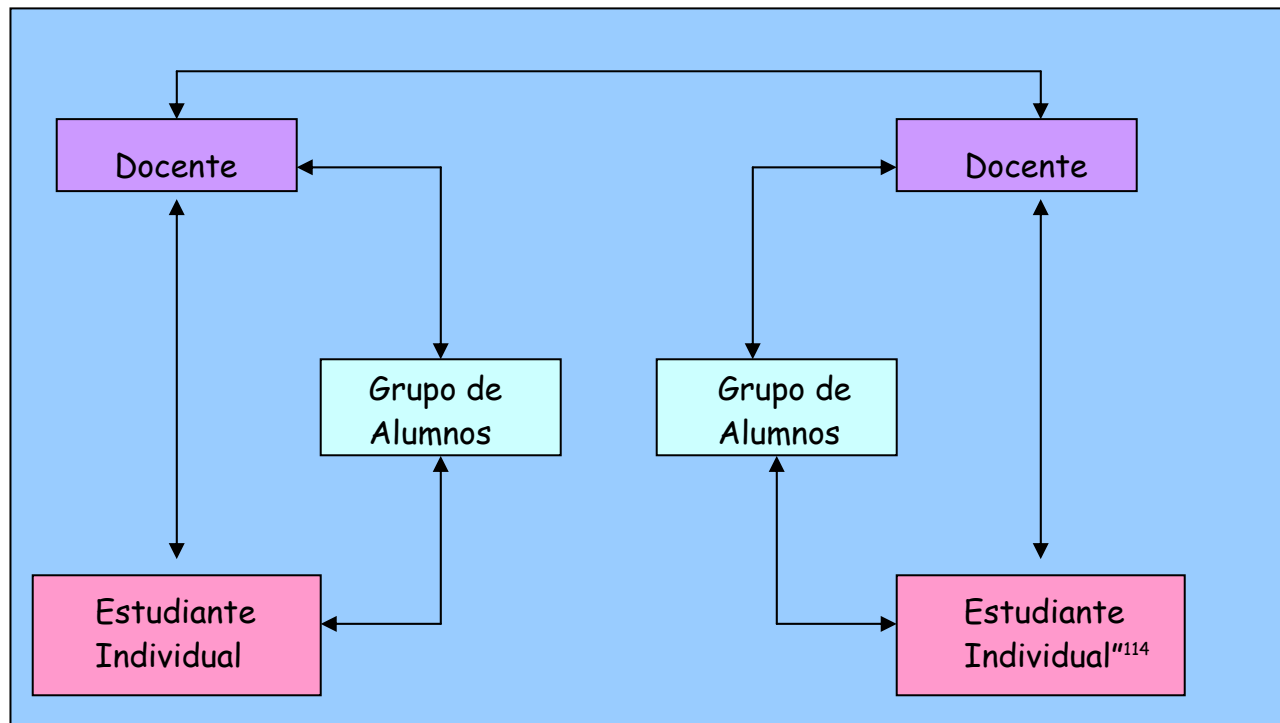 Docente
Docente
Grupo de
Alumnos
Grupo de
Alumnos
Estudiante
Individual
Estudiante
Individual”¹¹⁴